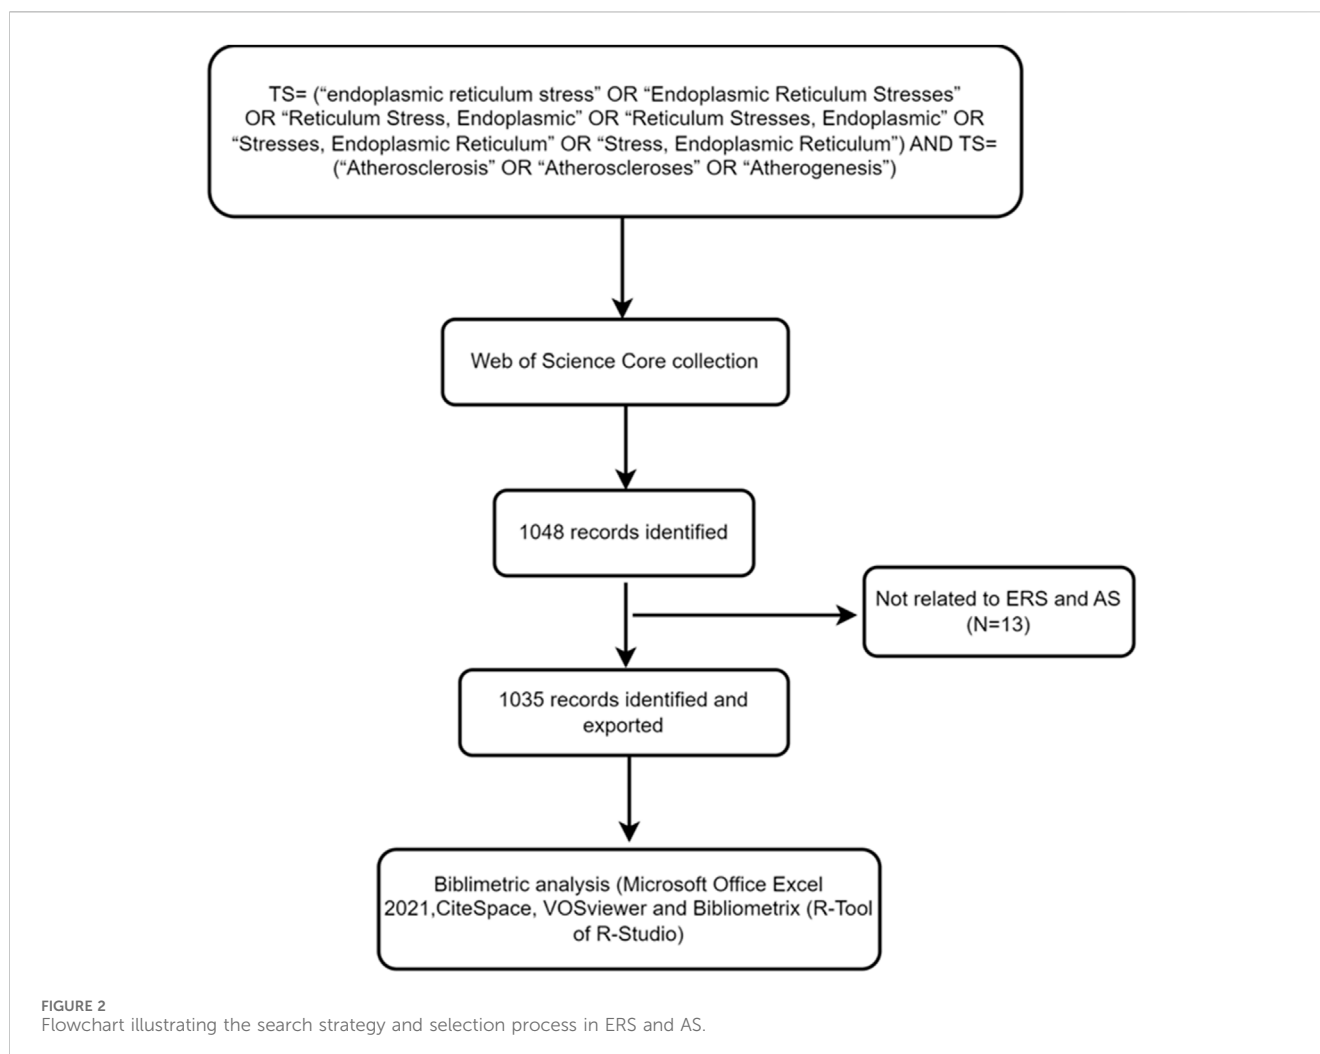 TS= (“endoplasmic reticulum stress” OR “Endoplasmic Reticulum Stresses”
OR “Reticulum Stress, Endoplasmic” OR “Reticulum Stresses, Endoplasmic” OR
“Stresses, Endoplasmic Reticulum” OR “Stress, Endoplasmic Reticulum”) AND TS=
(“Atherosclerosis” OR “Atheroscleroses” OR “Atherogenesis”)
Web of Science Core collection
1048 records identified
Not related to ERS and AS
(N=13)
1035 records identified and
exported
Biblimetric analysis (Microsoft Office Excel
2021,CiteSpace, VOSviewer and Bibliometrix (R-Tool
of R-Studio)
FIGURE 2
Flowchart illustrating the search strategy and selection process in ERS and AS.